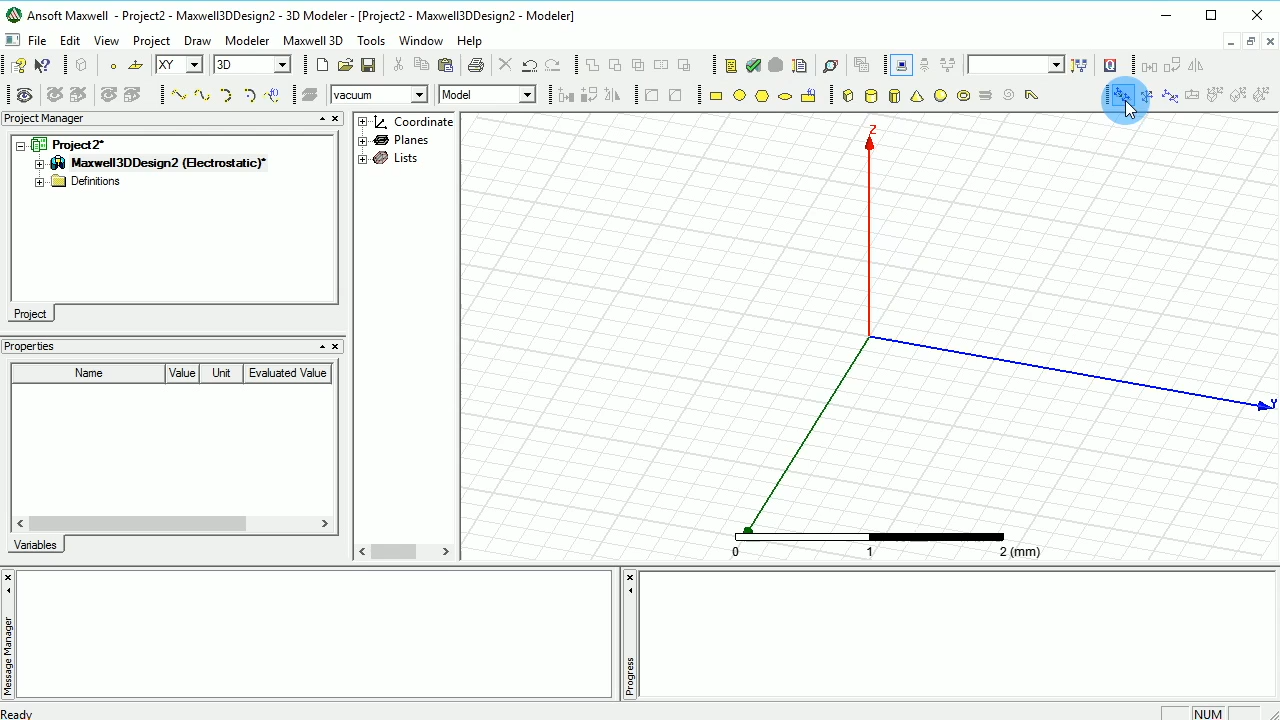 Ansoft Maxwell - Project2 - Maxwell3DDesign2 - 3D Modeler - [Project2 - Maxwell3DDesign2 - Modeler]
File Edit View Project Draw Modeler Maxwell 3D Tools Window Help
XY 3D
vacuum Model
Project Manager
Project2*
Maxwell3DDesign2 (Electrostatic)*
Definitions
Project
Properties
Name Value Unit Evaluated Value
Variables
Coordinate
Planes
Lists
Z
Y
0 1 2 (mm)
Message Manager
Progress
Ready
NUM